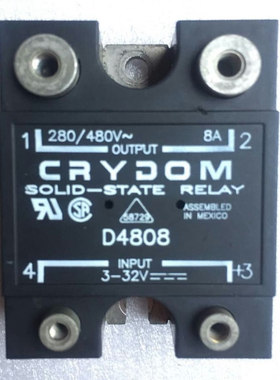 1 280/480V~ 8A 2
OUTPUT
CRYDOM
SOLID-STATE RELAY
58729
ASSEMBLED
IN MEXICO
D4808
4 INPUT +3
3-32V